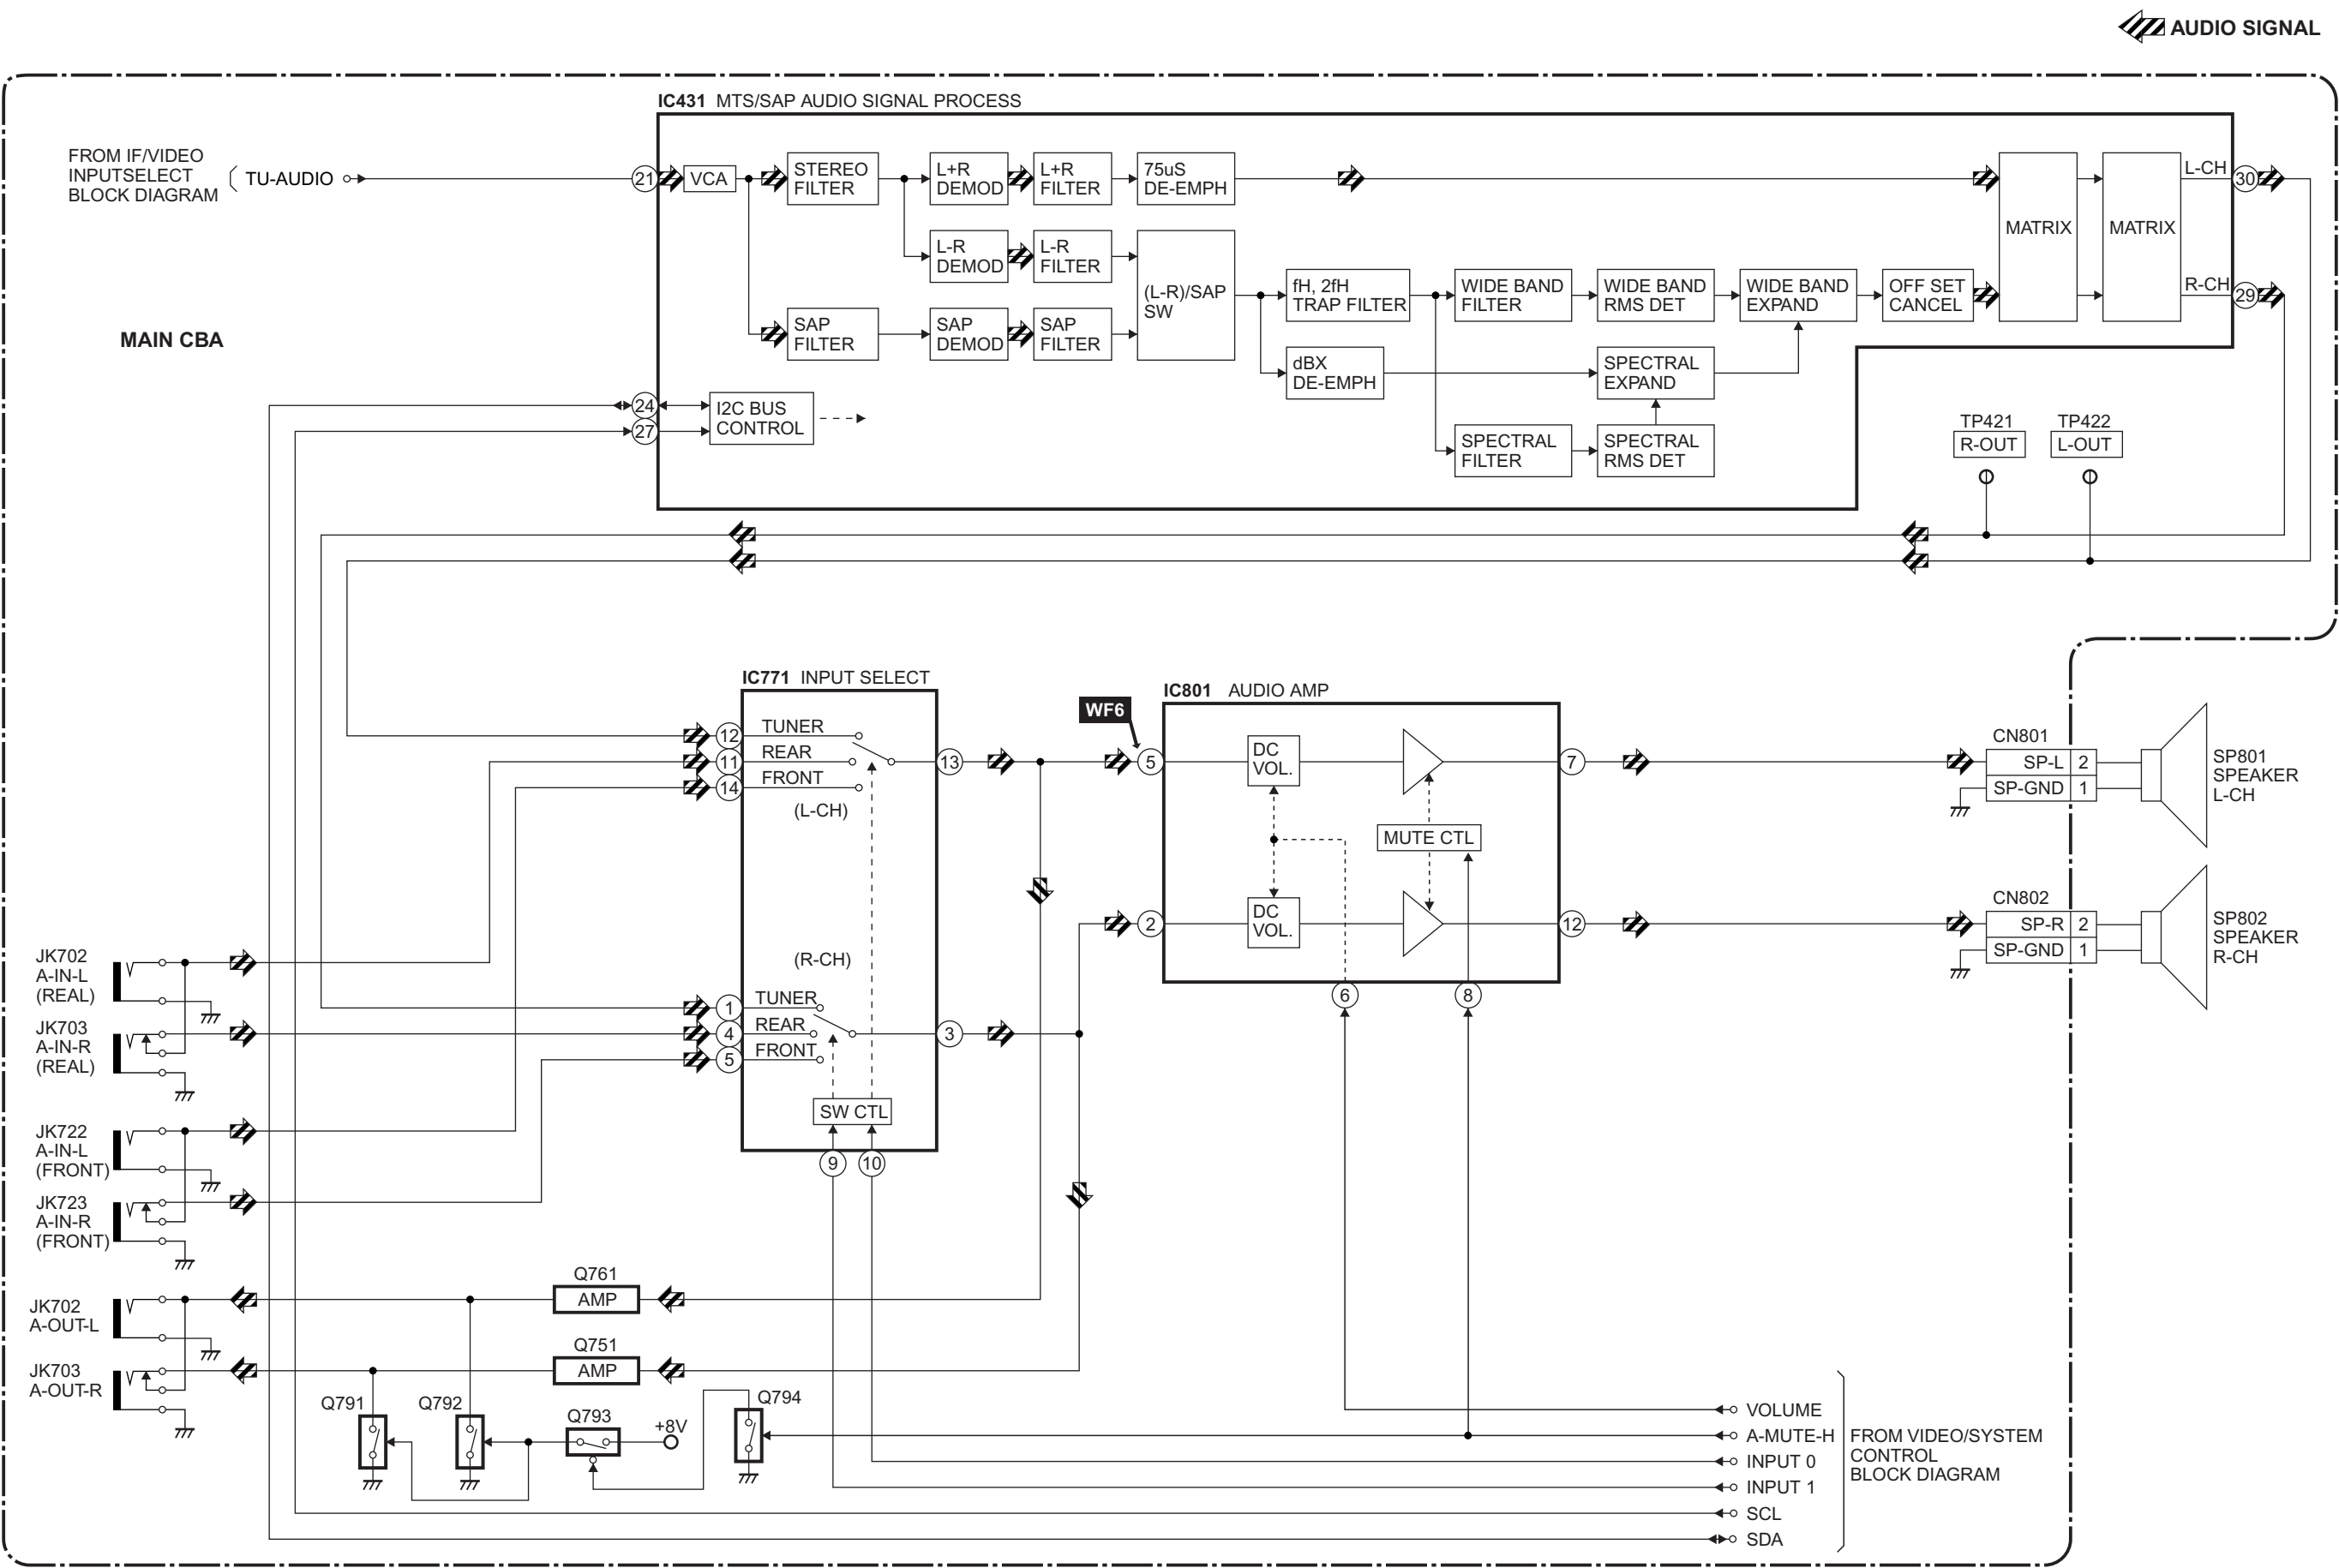 AUDIO SIGNAL
IC431 MTS/SAP AUDIO SIGNAL PROCESS
FROM IF/VIDEO
INPUTSELECT
BLOCK DIAGRAM
TU-AUDIO
21
VCA
STEREO
FILTER
L+R
DEMOD
L+R
FILTER
75uS
DE-EMPH
MATRIX
MATRIX
L-CH
30
R-CH
29
L-R
DEMOD
L-R
FILTER
(L-R)/SAP
SW
SAP
FILTER
SAP
DEMOD
SAP
FILTER
fH, 2fH
TRAP FILTER
WIDE BAND
FILTER
WIDE BAND
RMS DET
WIDE BAND
EXPAND
OFF SET
CANCEL
dBX
DE-EMPH
SPECTRAL
EXPAND
SPECTRAL
FILTER
SPECTRAL
RMS DET
MAIN CBA
24
27
I2C BUS
CONTROL
TP421
R-OUT
TP422
L-OUT
IC771 INPUT SELECT
12
TUNER
11
REAR
14
FRONT
(L-CH)
13
(R-CH)
1
TUNER
4
REAR
5
FRONT
3
SW CTL
9
10
WF6
IC801 AUDIO AMP
5
DC
VOL.
7
MUTE CTL
2
DC
VOL.
12
6
8
CN801
SP-L 2
SP-GND 1
SP801
SPEAKER
L-CH
CN802
SP-R 2
SP-GND 1
SP802
SPEAKER
R-CH
JK702
A-IN-L
(REAL)
JK703
A-IN-R
(REAL)
JK722
A-IN-L
(FRONT)
JK723
A-IN-R
(FRONT)
JK702
A-OUT-L
JK703
A-OUT-R
Q761
AMP
Q751
AMP
Q791
Q792
Q793
+8V
Q794
VOLUME
A-MUTE-H
INPUT 0
INPUT 1
SCL
SDA
FROM VIDEO/SYSTEM
CONTROL
BLOCK DIAGRAM